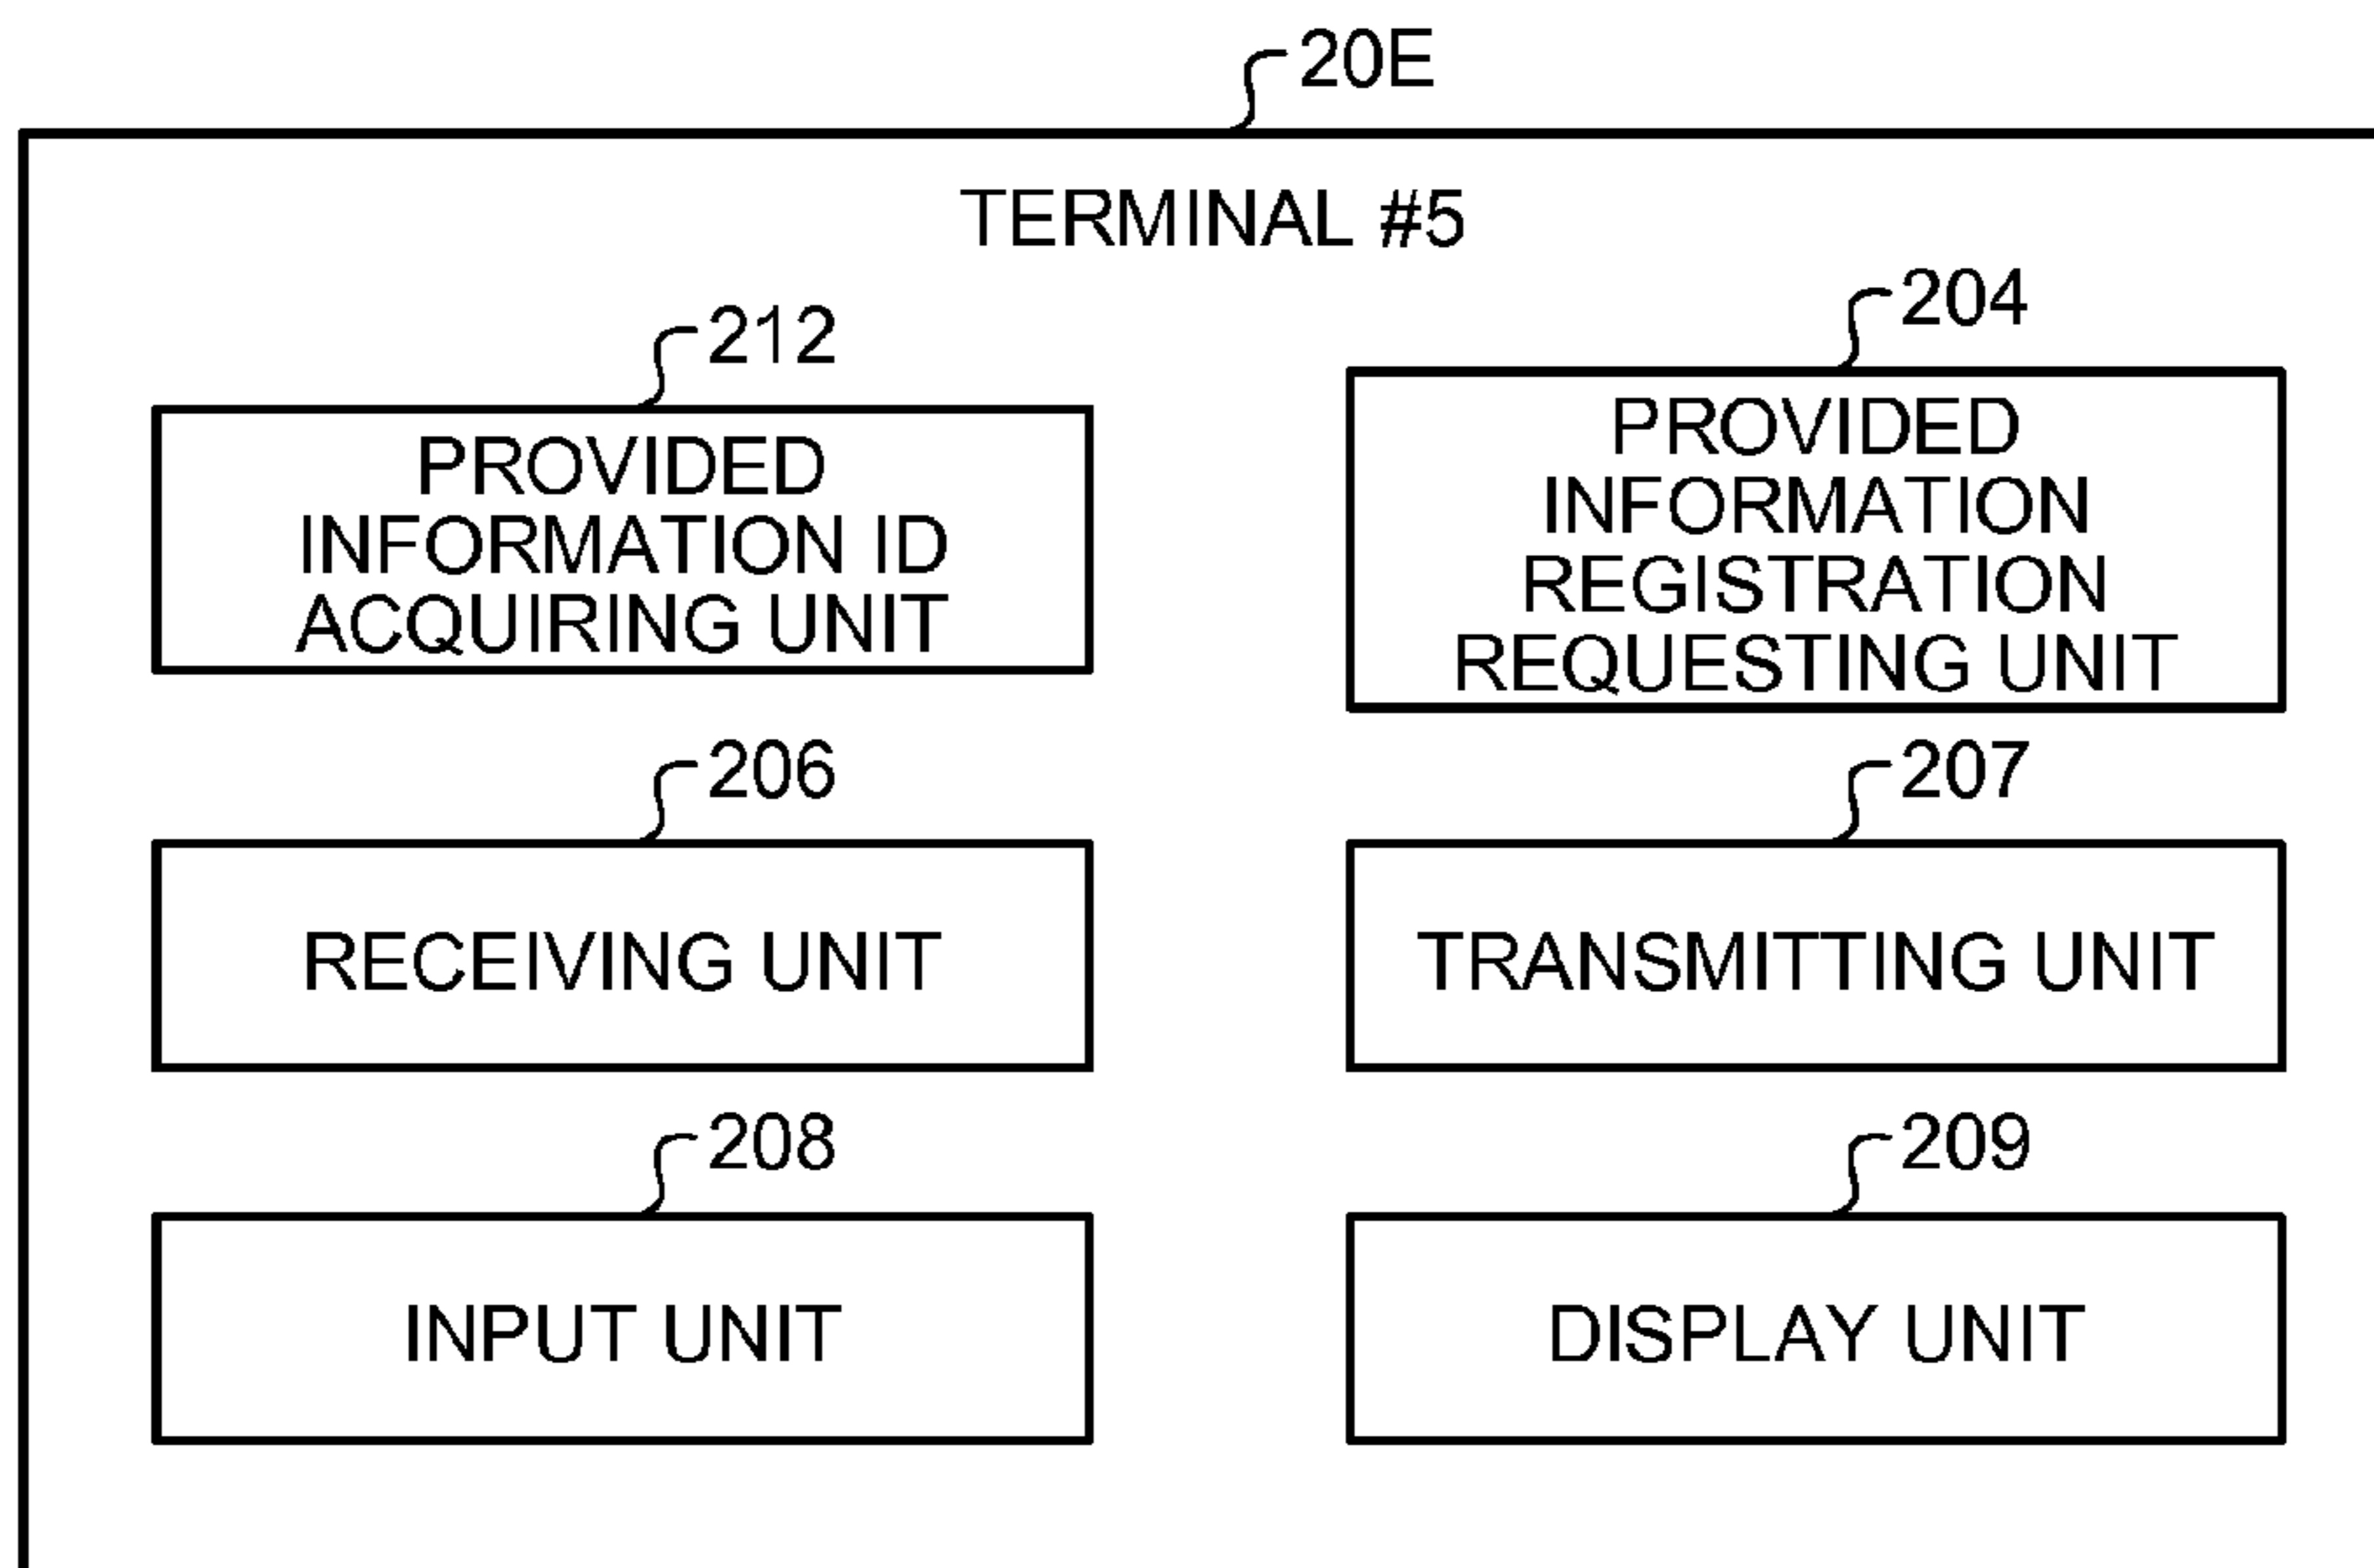 20E
TERMINAL #5
212
PROVIDED
INFORMATION ID
ACQUIRING UNIT
204
PROVIDED
INFORMATION
REGISTRATION
REQUESTING UNIT
206
RECEIVING UNIT
207
TRANSMITTING UNIT
208
INPUT UNIT
209
DISPLAY UNIT